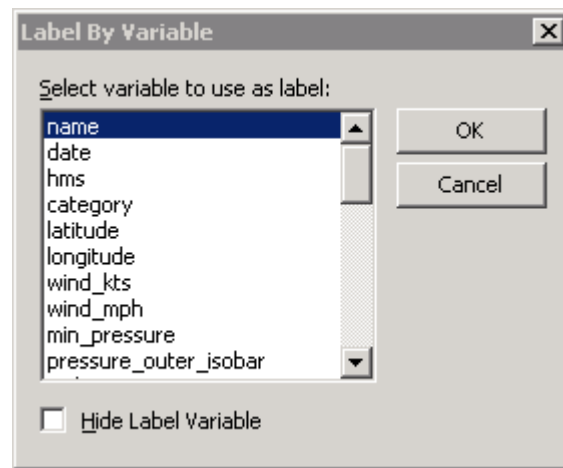 Label By Variable
Select variable to use as label:
name
date
hms
category
latitude
longitude
wind_kts
wind_mph
min_pressure
pressure_outer_isobar
OK
Cancel
Hide Label Variable